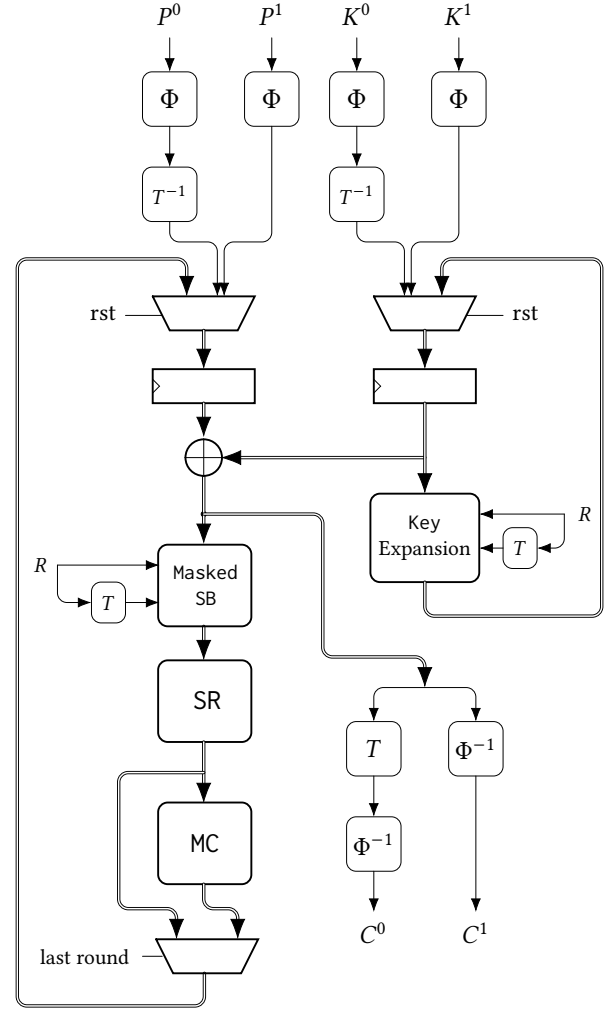 P⁰ P¹ K⁰ K¹
Φ Φ Φ Φ
T⁻¹ T⁻¹
rst rst
Key
Expansion
R
T
R
Masked
SB
T
SR
T Φ⁻¹
MC
Φ⁻¹
C⁰ C¹
last round